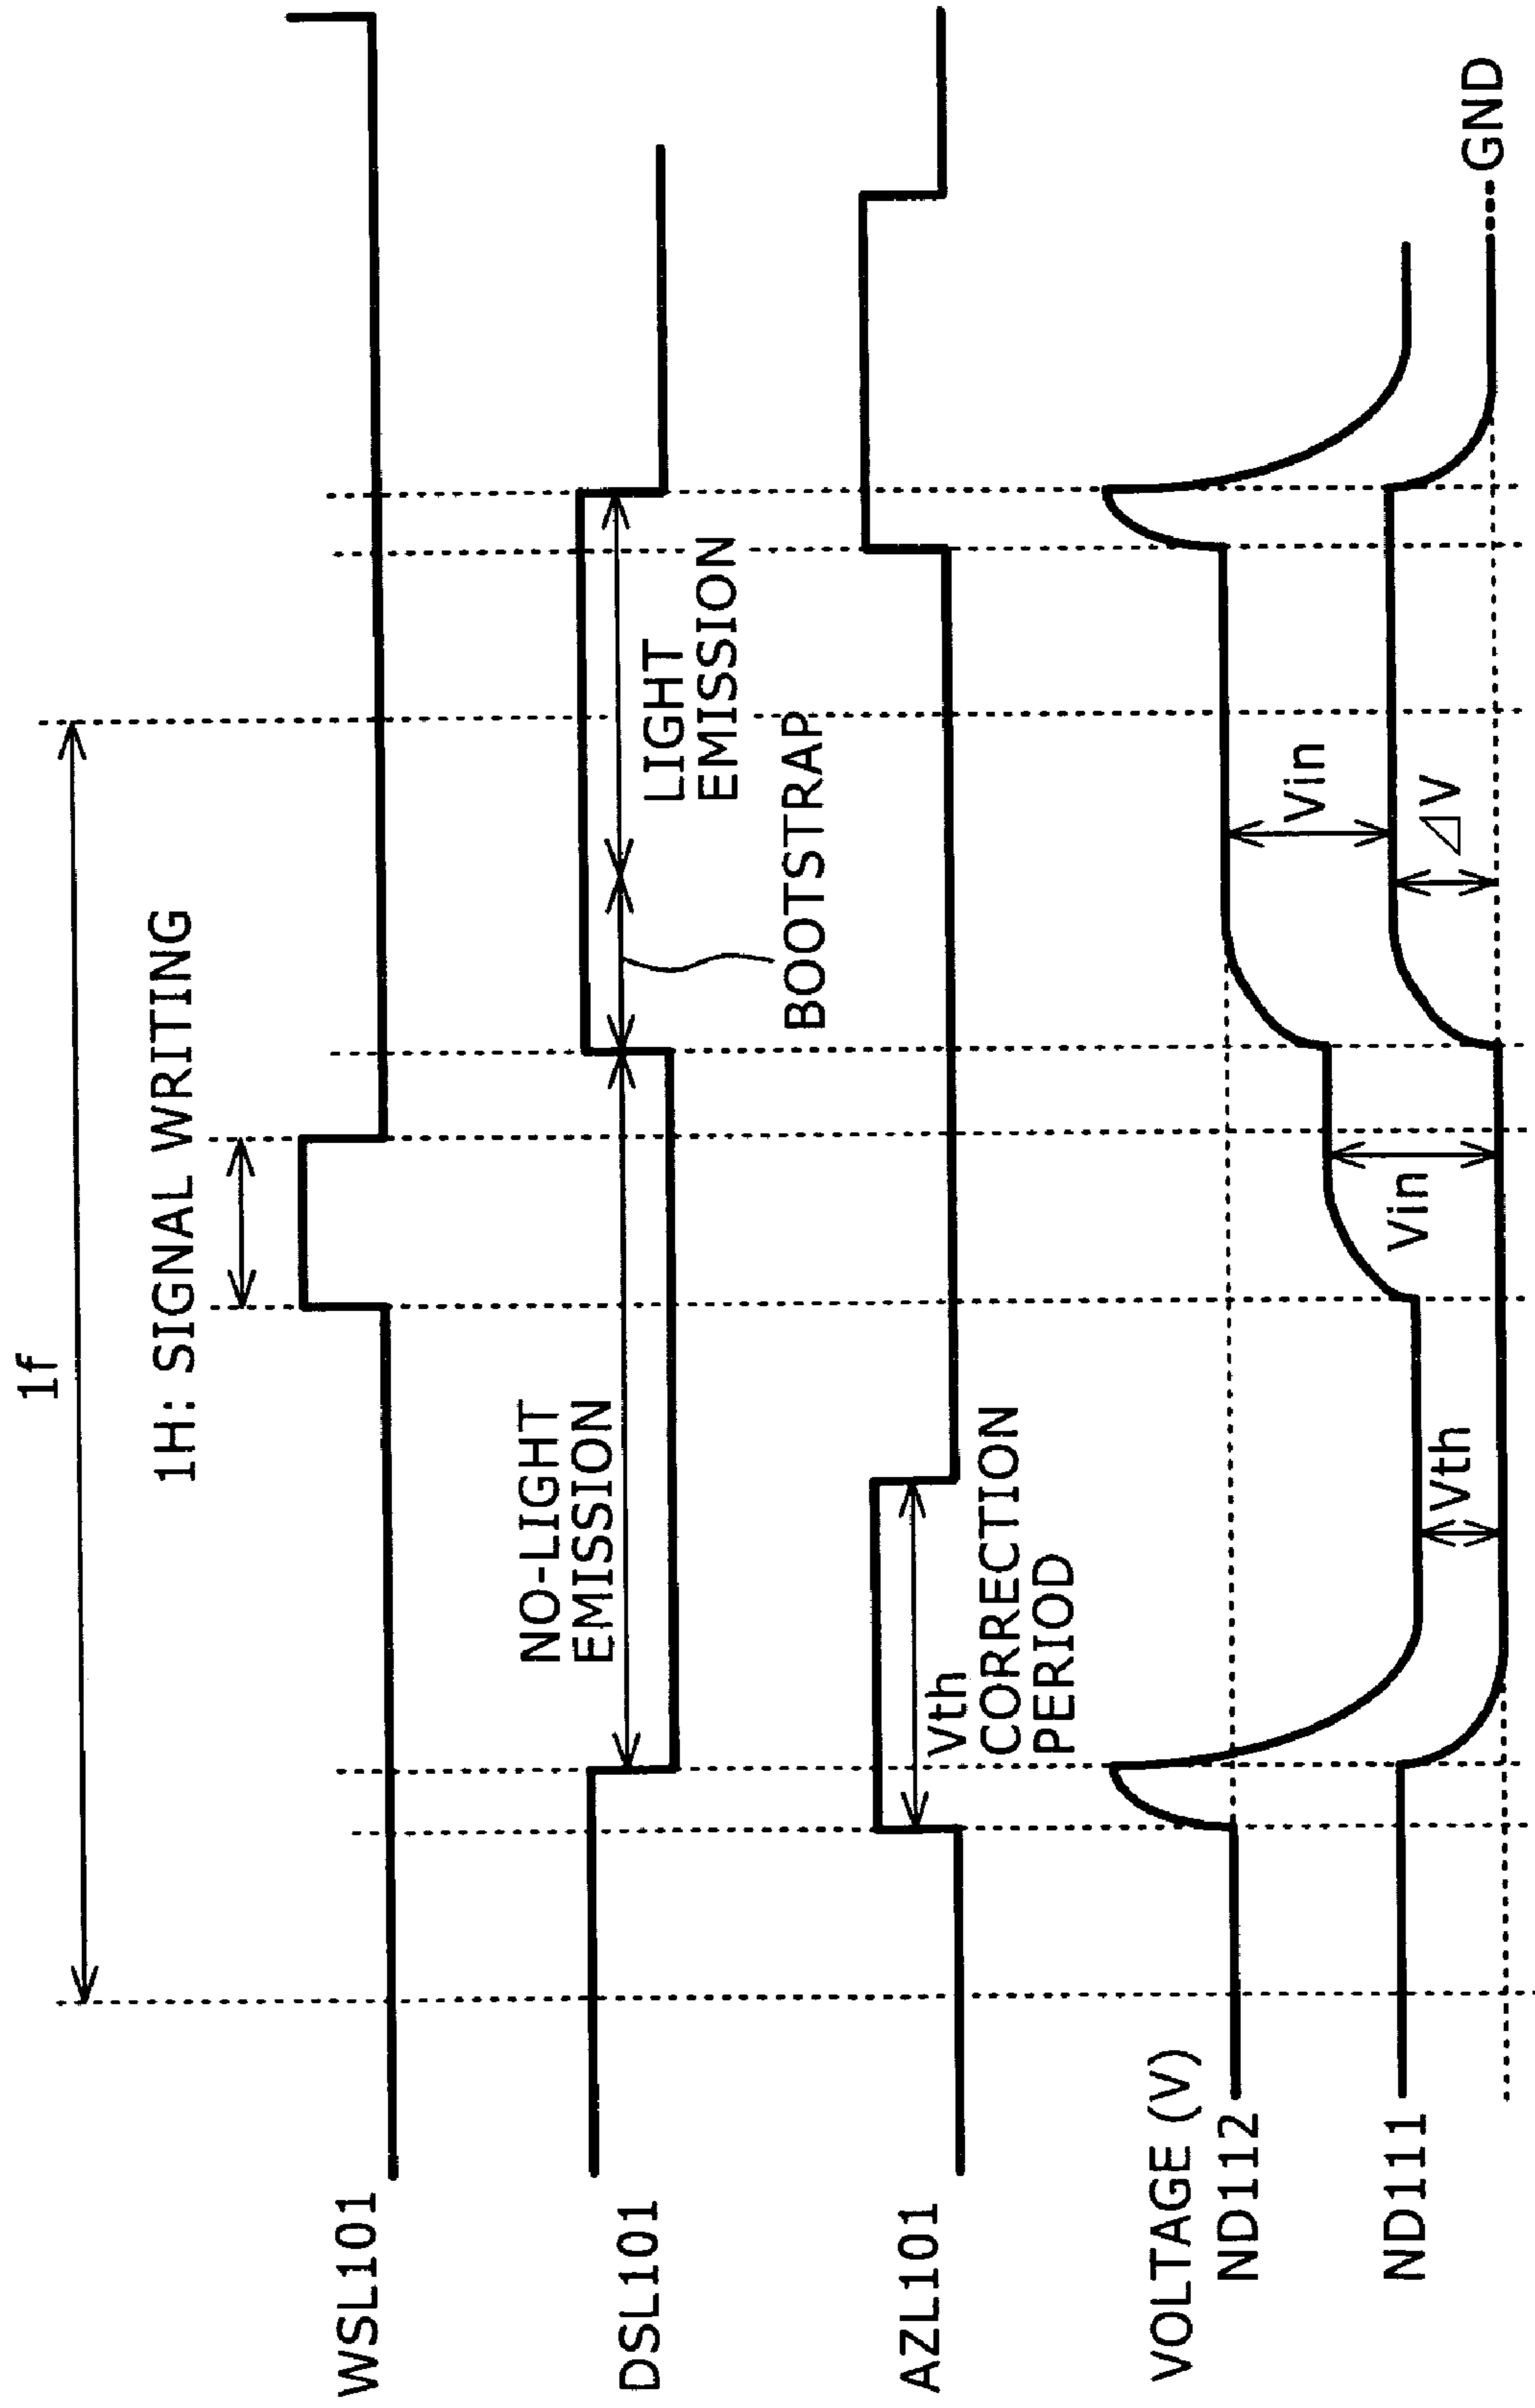 1f
1H: SIGNAL WRITING
WSL101
NO-LIGHT
EMISSION
LIGHT
EMISSION
DSL101
BOOTSTRAP
AZL101
Vth
CORRECTION
PERIOD
VOLTAGE (V)
ND112
Vin
Vin
ΔV
Vth
ND111
GND